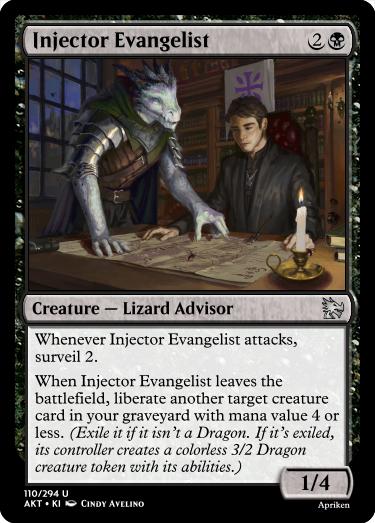 Injector Evangelist 2
Creature — Lizard Advisor
Whenever Injector Evangelist attacks,
surveil 2.
When Injector Evangelist leaves the
battlefield, liberate another target creature
card in your graveyard with mana value 4 or
less. (Exile it if it isn't a Dragon. If it's exiled,
its controller creates a colorless 3/2 Dragon
creature token with its abilities.)
1/4
110/294 U
AKT • KI Cindy Avelino
Apriken